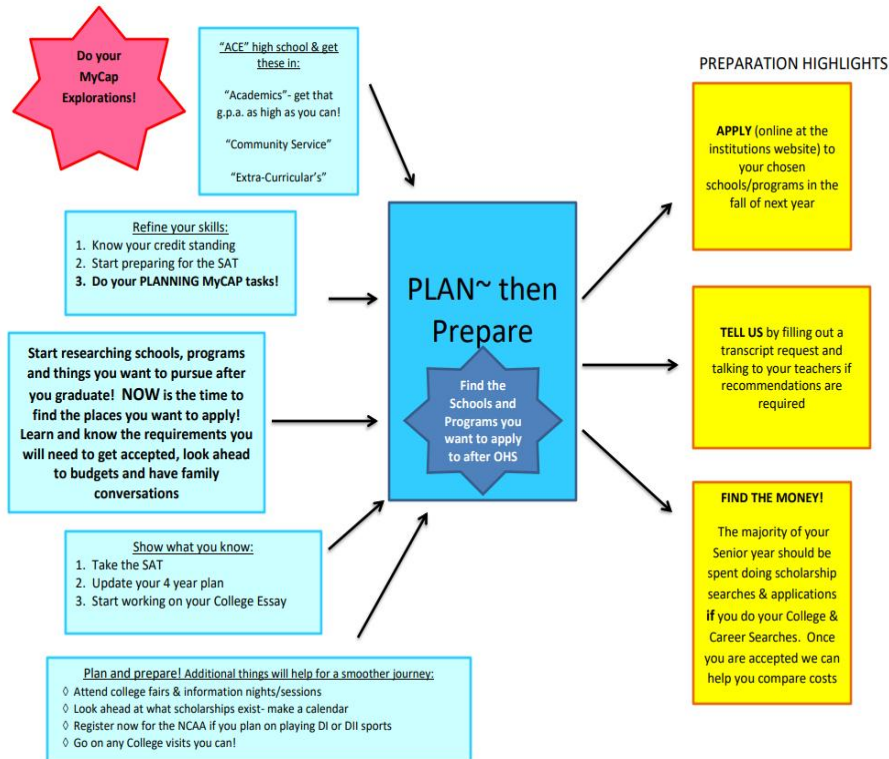 Do your
MyCap
Explorations!
"ACE" high school & get
these in:
"Academics"- get that
g.p.a. as high as you can!
"Community Service"
"Extra-Curricular's"
Refine your skills:
1. Know your credit standing
2. Start preparing for the SAT
3. Do your PLANNING MyCAP tasks!
Start researching schools, programs
and things you want to pursue after
you graduate! NOW is the time to
find the places you want to apply!
Learn and know the requirements you
will need to get accepted, look ahead
to budgets and have family
conversations
Show what you know:
1. Take the SAT
2. Update your 4 year plan
3. Start working on your College Essay
Plan and prepare! Additional things will help for a smoother journey:
◊ Attend college fairs & information nights/sessions
◊ Look ahead at what scholarships exist- make a calendar
◊ Register now for the NCAA if you plan on playing DI or DII sports
◊ Go on any College visits you can!
PLAN~ then
Prepare
Find the
Schools and
Programs you
want to apply
to after OHS
PREPARATION HIGHLIGHTS
APPLY (online at the
institutions website) to
your chosen
schools/programs in the
fall of next year
TELL US by filling out a
transcript request and
talking to your teachers if
recommendations are
required
FIND THE MONEY!
The majority of your
Senior year should be
spent doing scholarship
searches & applications
if you do your College &
Career Searches. Once
you are accepted we can
help you compare costs